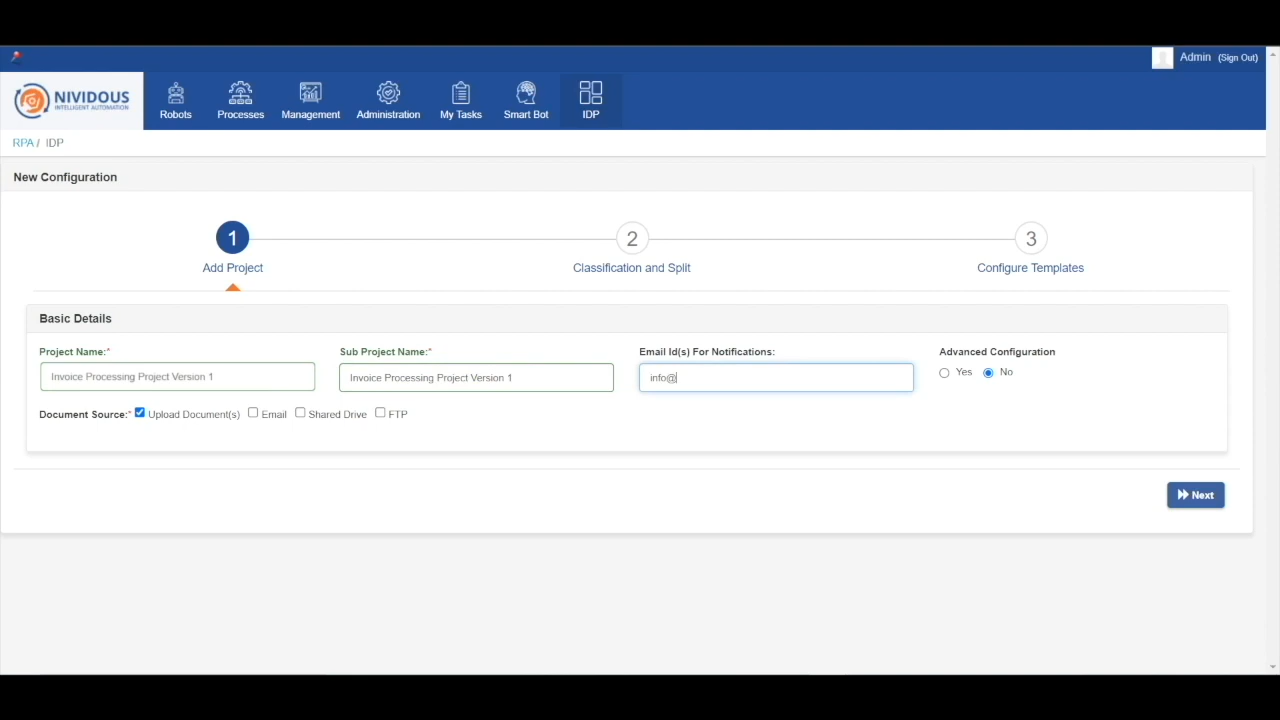 Admin (Sign Out)
NIVIDOUS
INTELLIGENT AUTOMATION
Robots Processes Management Administration My Tasks Smart Bot IDP
RPA / IDP
New Configuration
1 2 3
Add Project Classification and Split Configure Templates
Basic Details
Project Name:* Sub Project Name:* Email Id(s) For Notifications: Advanced Configuration
Invoice Processing Project Version 1 Invoice Processing Project Version 1 info@ Yes No
Document Source:* Upload Document(s) Email Shared Drive FTP
Next